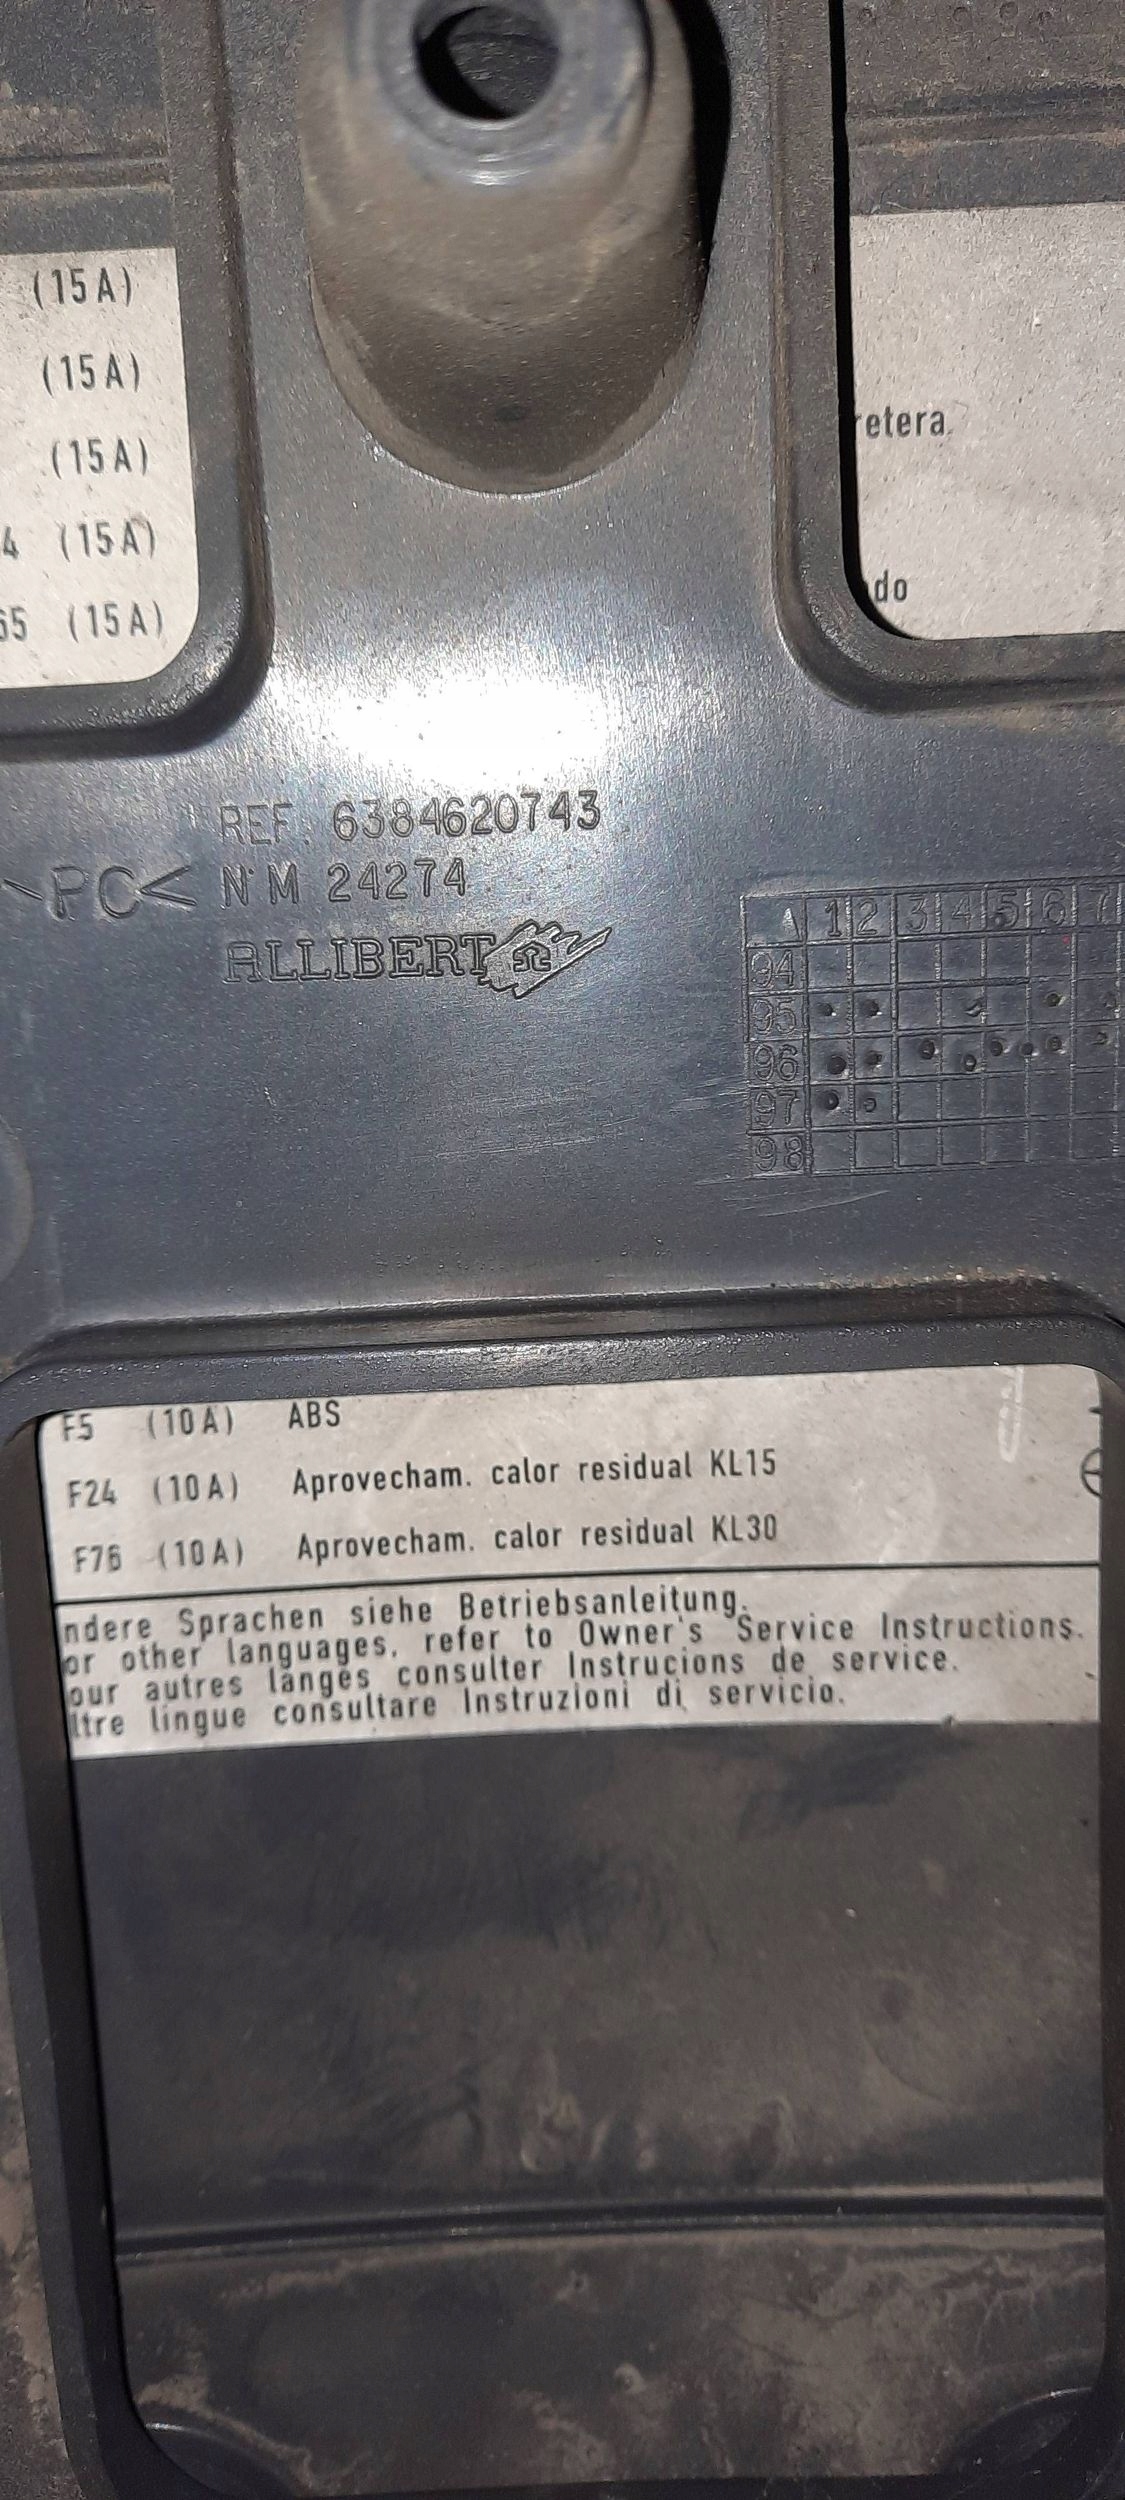 (15A)
(15A)
(15A)
4 (15A)
65 (15A)
retera.
do
REF. 6384620743
>PC< N·M 24274
ALLIBERT
A 1 2 3 4 5 6 7
94
95
96
97
98
F5 (10A) ABS
F24 (10A) Aprovecham. calor residual KL15
F76 (10A) Aprovecham. calor residual KL30
ndere Sprachen siehe Betriebsanleitung.
or other languages, refer to Owner's Service Instructions.
our autres langes consulter Instrucions de service.
ltre lingue consultare Instruzioni di servicio.